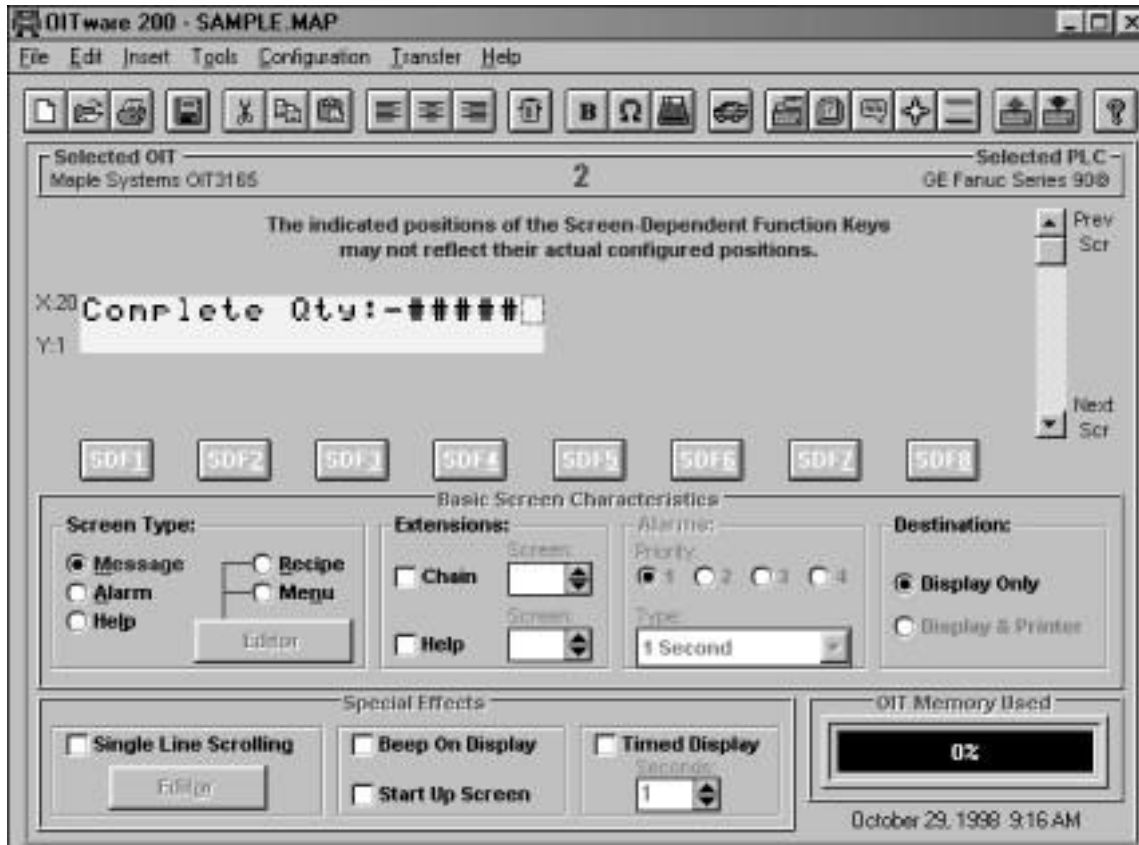 OITware 200 - SAMPLE.MAP
File Edit Insert Tools Configuration Transfer Help
B Ω ?
Selected OIT
Selected PLC
Maple Systems OIT3165
2
GE Fanuc Series 90®
The indicated positions of the Screen-Dependent Function Keys
may not reflect their actual configured positions.
Prev
Scr
X:20
Complete Qty:-#####
Y:1
Next
Scr
SDF1 SDF2 SDF3 SDF4 SDF5 SDF6 SDF7 SDF8
Basic Screen Characteristics
Screen Type:
Message
Alarm
Help
Recipe
Menu
Editor
Extensions:
Screen:
Chain
Screen:
Help
Alarms:
Priority:
1 2 3 4
Type:
1 Second
Destination:
Display Only
Display & Printer
Special Effects
Single Line Scrolling
Editor
Beep On Display
Start Up Screen
Timed Display
Seconds:
1
OIT Memory Used
0%
October 29, 1998 9:16 AM